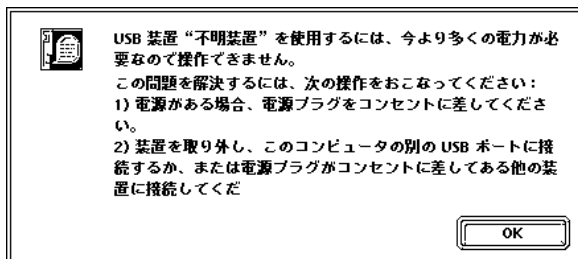 USB 装置“不明装置”を使用するには、今より多くの電力が必
要なので操作できません。
この問題を解決するには、次の操作をおこなってください：
1) 電源がある場合、電源プラグをコンセントに差してくださ
い。
2) 装置を取り外し、このコンピュータの別の USB ポートに接
続するか、または電源プラグがコンセントに差してある他の装
置に接続してくだ
OK